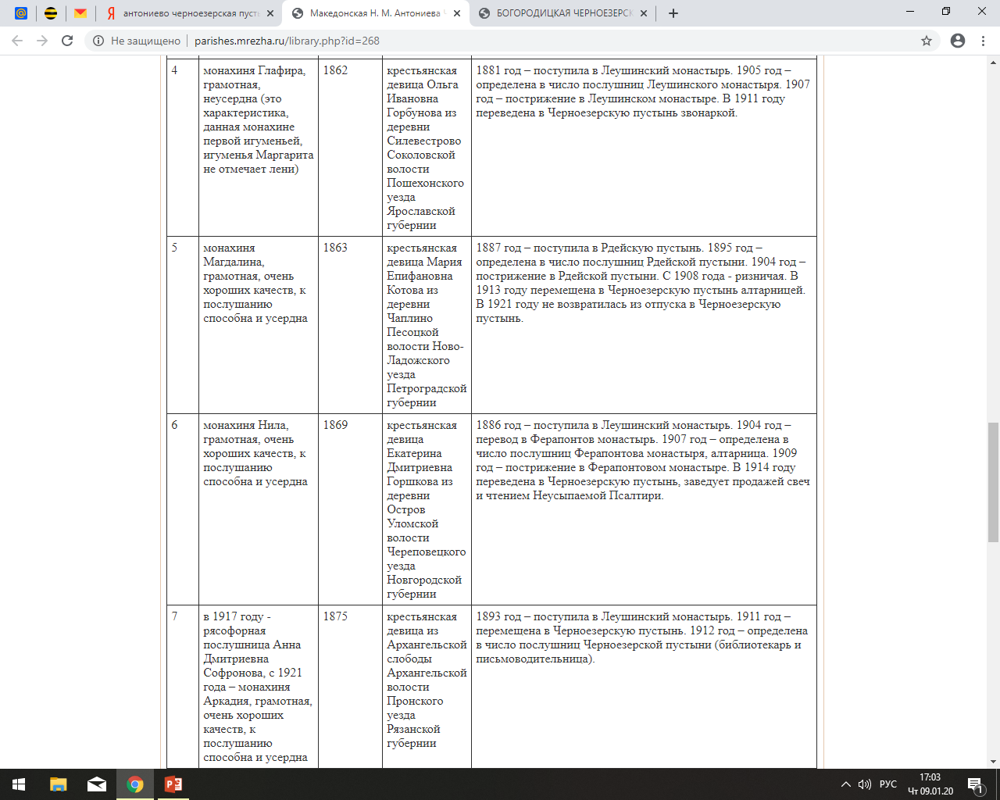 антониево черноезерская пусть
Македонская Н. М. Антониева Ч
БОГОРОДИЦКАЯ ЧЕРНОЕЗЕРСК
Не защищено
parishes.mrezha.ru/library.php?id=268
4
монахиня Глафира,
грамотная,
неусердна (это
характеристика,
данная монахине
первой игуменьей,
игуменья Маргарита
не отмечает лени)
1862
крестьянская
девица Ольга
Ивановна
Горбунова из
деревни
Силевестрово
Соколовской
волости
Пошехонского
уезда
Ярославской
губернии
1881 год – поступила в Леушинский монастырь. 1905 год –
определена в число послушниц Леушинского монастыря. 1907
год – пострижение в Леушинском монастыре. В 1911 году
переведена в Черноезерскую пустынь звонаркой.
5
монахиня
Магдалина,
грамотная, очень
хороших качеств, к
послушанию
способна и усердна
1863
крестьянская
девица Мария
Епифановна
Котова из
деревни
Чаплино
Песоцкой
волости Ново-
Ладожского
уезда
Петроградской
губернии
1887 год – поступила в Рдейскую пустынь. 1895 год –
определена в число послушниц Рдейской пустыни. 1904 год –
пострижение в Рдейской пустыни. С 1908 года - ризничая. В
1913 году перемещена в Черноезерскую пустынь алтарницей.
В 1921 году не возвратилась из отпуска в Черноезерскую
пустынь.
6
монахиня Нила,
грамотная, очень
хороших качеств, к
послушанию
способна и усердна
1869
крестьянская
девица
Екатерина
Дмитриевна
Горшкова из
деревни
Остров
Уломской
волости
Череповецкого
уезда
Новгородской
губернии
1886 год – поступила в Леушинский монастырь. 1904 год –
перевод в Ферапонтов монастырь. 1907 год – определена в
число послушниц Ферапонтова монастыря, алтарница. 1909
год – пострижение в Ферапонтовом монастыре. В 1914 году
переведена в Черноезерскую пустынь, заведует продажей свеч
и чтением Неусыпаемой Псалтири.
7
в 1917 году -
рясофорная
послушница Анна
Дмитриевна
Софронова, с 1921
года – монахиня
Аркадия, грамотная,
очень хороших
качеств, к
послушанию
способна и усердна
1875
крестьянская
девица из
Архангельской
слободы
Архангельской
волости
Пронского
уезда
Рязанской
губернии
1893 год – поступила в Леушинский монастырь. 1911 год –
перемещена в Черноезерскую пустынь. 1912 год – определена
в число послушниц Черноезерской пустыни (библиотекарь и
письмоводительница).
РУС
17:03
Чт 09.01.20
1